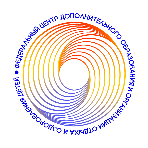 ФЕДЕРАЛЬНЫЙ ЦЕНТР ДОПОЛНИТЕЛЬНОГО ОБРАЗОВАНИЯ И ОРГАНИЗАЦИИ ОТДЫХА И ОЗДОРОВЛЕНИЯ ДЕТЕЙ